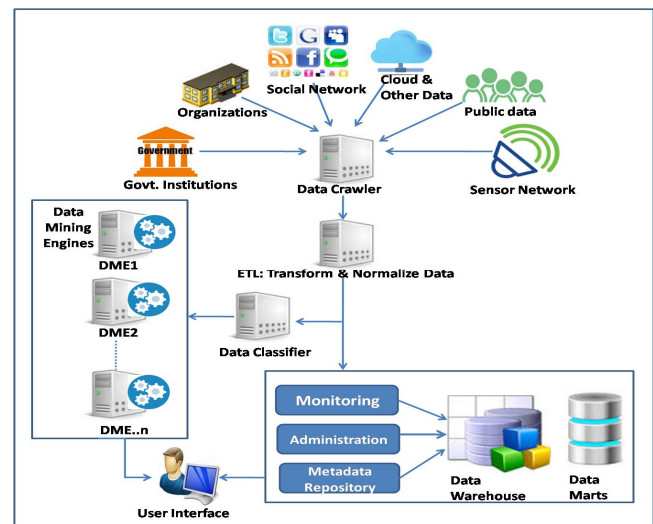 Social Network
Cloud &
Other Data
Organizations
Public data
Government
Govt. Institutions
Data Crawler
Sensor Network
Data
Mining
Engines
DME1
ETL: Transform & Normalize Data
DME2
Data Classifier
DME..n
Monitoring
Administration
Metadata
Repository
Data
Warehouse
Data
Marts
User Interface